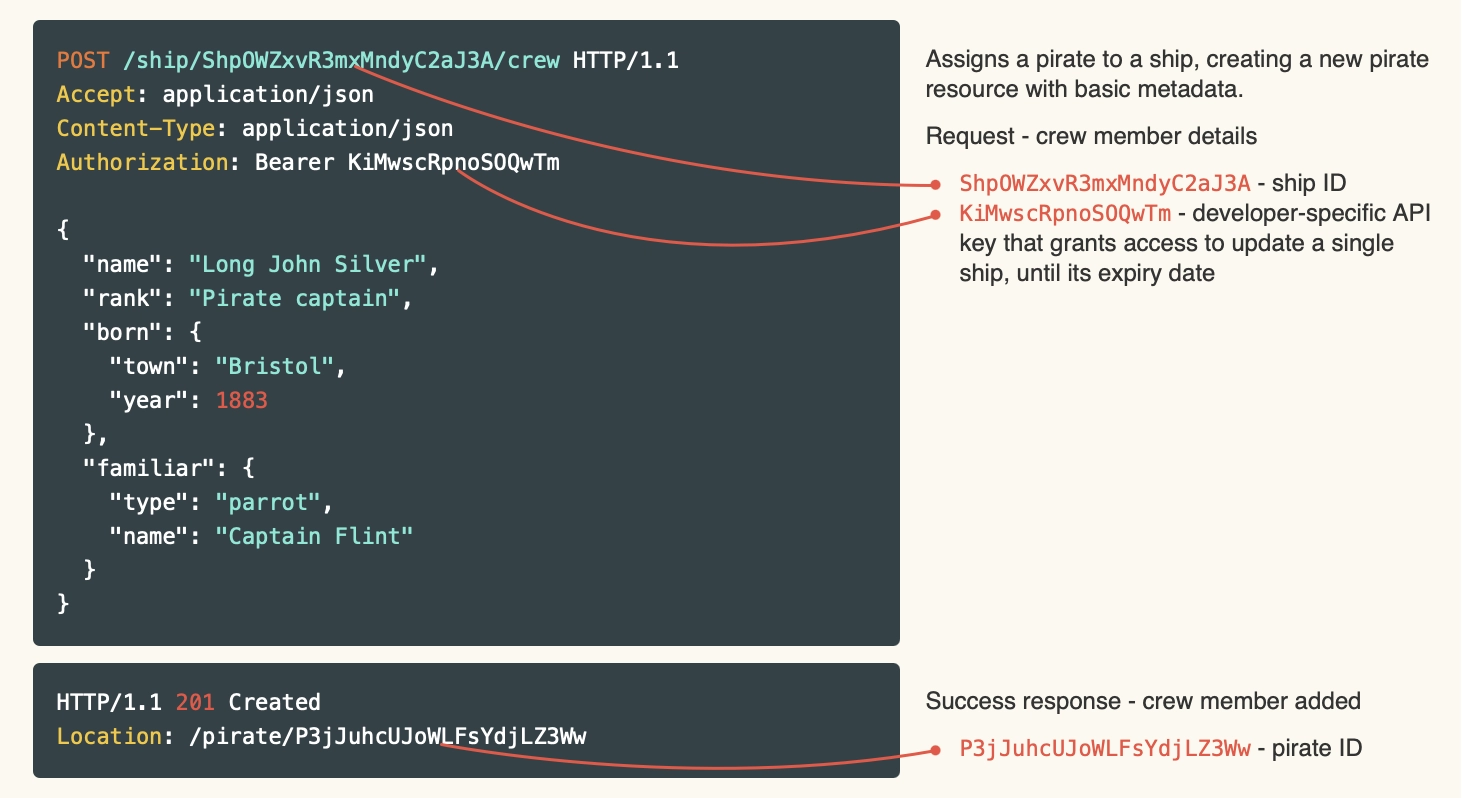 POST /ship/ShpOWZxvR3mxMndyC2aJ3A/crew HTTP/1.1
Accept: application/json
Content-Type: application/json
Authorization: Bearer KiMwscRpnoSOQwTm
{
  "name": "Long John Silver",
  "rank": "Pirate captain",
  "born": {
    "town": "Bristol",
    "year": 1883
  },
  "familiar": {
    "type": "parrot",
    "name": "Captain Flint"
  }
}
Assigns a pirate to a ship, creating a new pirate
resource with basic metadata.
Request - crew member details
ShpOWZxvR3mxMndyC2aJ3A - ship ID
KiMwscRpnoSOQwTm - developer-specific API
key that grants access to update a single
ship, until its expiry date
HTTP/1.1 201 Created
Location: /pirate/P3jJuhcUJoWLFsYdjLZ3Ww
Success response - crew member added
P3jJuhcUJoWLFsYdjLZ3Ww - pirate ID